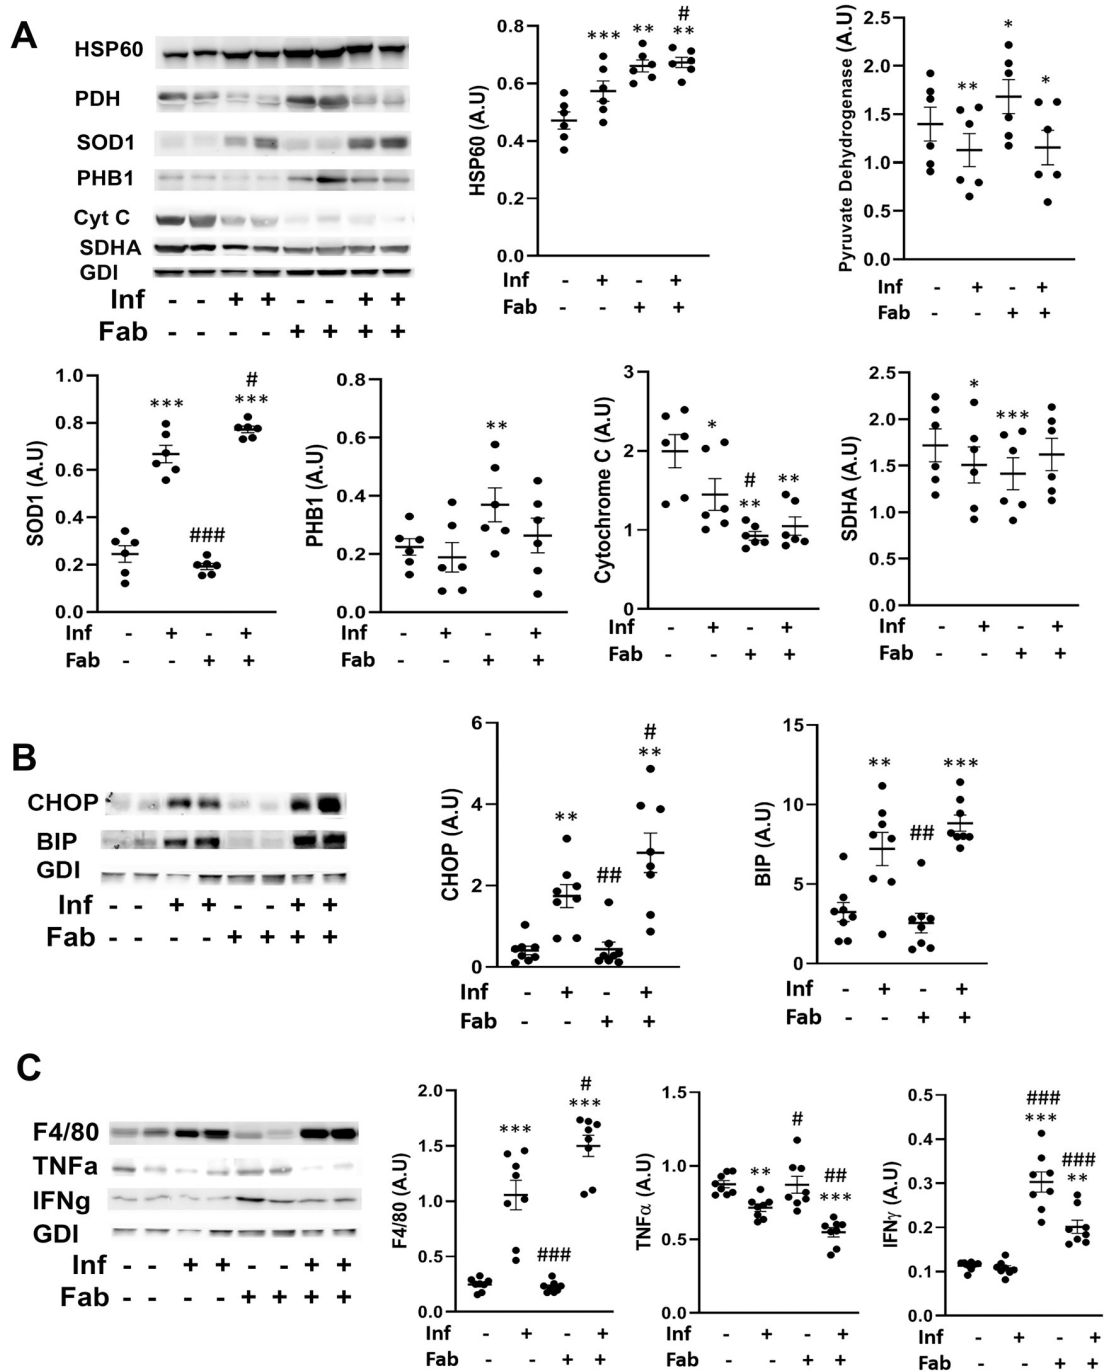 A
HSP60
PDH
SOD1
PHB1
Cyt C
SDHA
GDI
Inf - - + + - - + +
Fab - - - - + + + +
HSP60 (A.U)
0.8
0.6
0.4
0.2
0.0
*** ** #
**
Inf - + - +
Fab - - + +
Pyruvate Dehydrogenase (A.U)
2.5
2.0
1.5
1.0
0.5
0.0
** * *
Inf - + - +
Fab - - + +
SOD1 (A.U)
1.0
0.8
0.6
0.4
0.2
0.0
*** ### #
***
Inf - + - +
Fab - - + +
PHB1 (A.U)
0.8
0.6
0.4
0.2
0.0
**
Inf - + - +
Fab - - + +
Cytochrome C (A.U)
3
2
1
0
* #
** **
Inf - + - +
Fab - - + +
SDHA (A.U)
2.5
2.0
1.5
1.0
0.5
0.0
* ***
Inf - + - +
Fab - - + +
B
CHOP
BIP
GDI
Inf - - + + - - + +
Fab - - - - + + + +
CHOP (A.U)
6
4
2
0
** ## #
**
Inf - + - +
Fab - - + +
BIP (A.U)
15
10
5
0
** ## ***
Inf - + - +
Fab - - + +
C
F4/80
TNFa
IFNg
GDI
Inf - - + + - - + +
Fab - - - - + + + +
F4/80 (A.U)
2.0
1.5
1.0
0.5
0.0
*** ### #
***
Inf - + - +
Fab - - + +
TNFα (A.U)
1.5
1.0
0.5
0.0
** # ##
***
Inf - + - +
Fab - - + +
IFNγ (A.U)
0.5
0.4
0.3
0.2
0.1
0.0
###
***
###
**
Inf - + - +
Fab - - + +